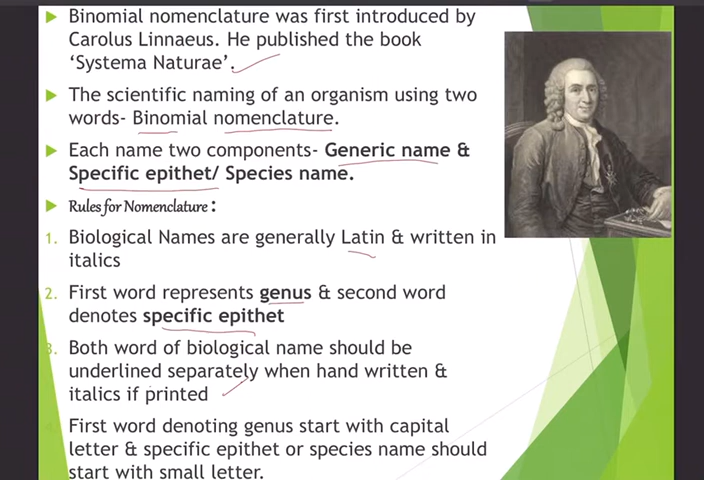 Binomial nomenclature was first introduced by
Carolus Linnaeus. He published the book
‘Systema Naturae’.
The scientific naming of an organism using two
words- Binomial nomenclature.
Each name two components- Generic name &
Specific epithet/ Species name.
Rules for Nomenclature :
1. Biological Names are generally Latin & written in
italics
2. First word represents genus & second word
denotes specific epithet
3. Both word of biological name should be
underlined separately when hand written &
italics if printed
First word denoting genus start with capital
letter & specific epithet or species name should
start with small letter.